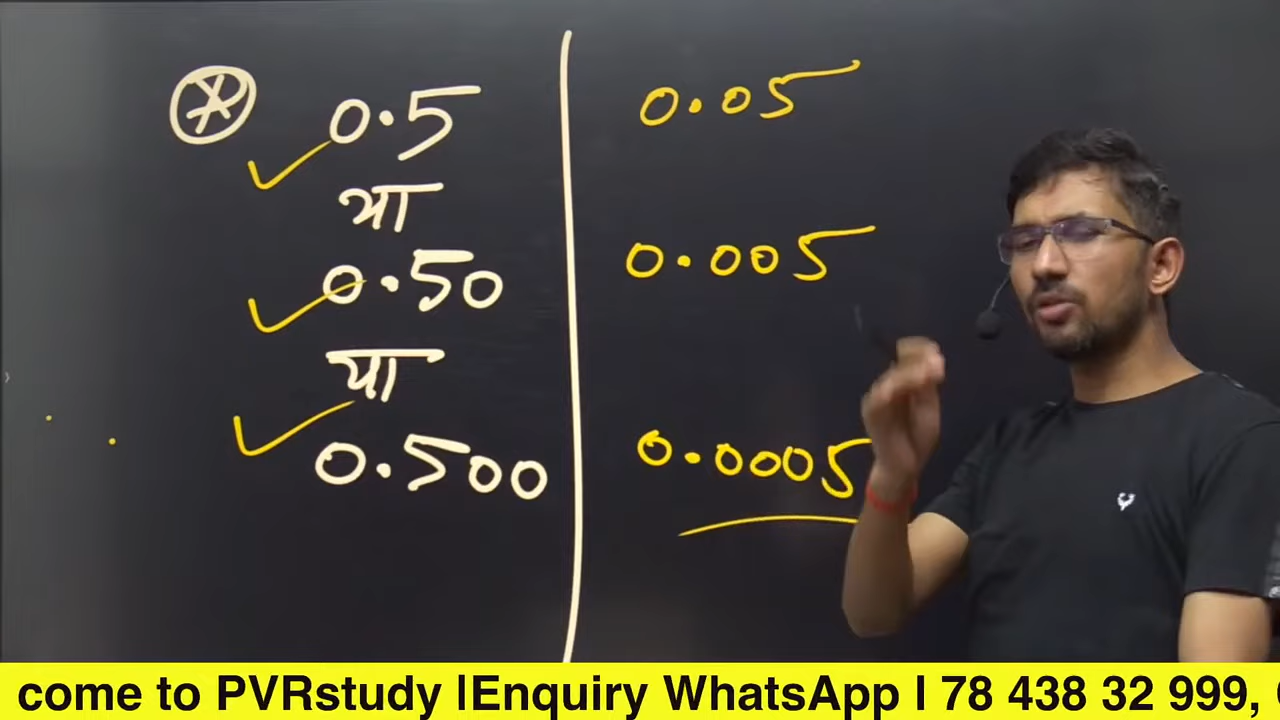 0.5
या
0.50
या
0.500
0.05
0.005
0.0005
come to PVRstudy |Enquiry WhatsApp | 78 438 32 999,